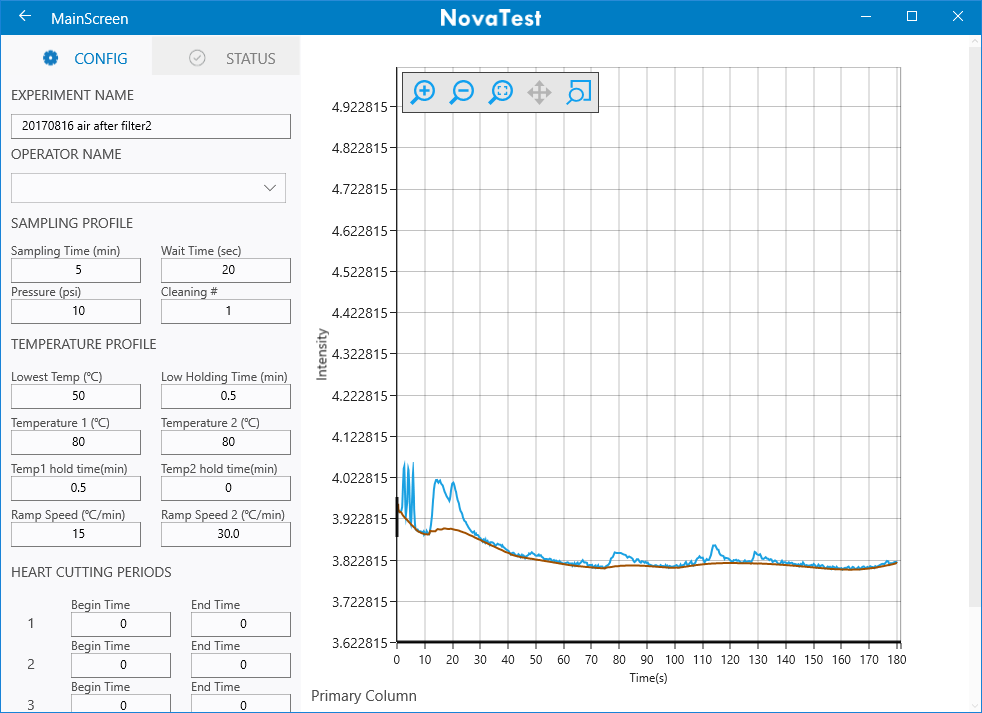 MainScreen
NovaTest
CONFIG
STATUS
EXPERIMENT NAME
20170816 air after filter2
OPERATOR NAME
SAMPLING PROFILE
Sampling Time (min)
Wait Time (sec)
5
20
Pressure (psi)
Cleaning #
10
1
TEMPERATURE PROFILE
Lowest Temp (℃)
Low Holding Time (min)
50
0.5
Temperature 1 (℃)
Temperature 2 (℃)
80
80
Temp1 hold time(min)
Temp2 hold time(min)
0.5
0
Ramp Speed (℃/min)
Ramp Speed 2 (℃/min)
15
30.0
HEART CUTTING PERIODS
Begin Time
End Time
1
0
0
Begin Time
End Time
2
0
0
Begin Time
End Time
3
0
0
4.922815
4.822815
4.722815
4.622815
4.522815
4.422815
4.322815
4.222815
4.122815
4.022815
3.922815
3.822815
3.722815
3.622815
Intensity
0 10 20 30 40 50 60 70 80 90 100 110 120 130 140 150 160 170 180
Time(s)
Primary Column